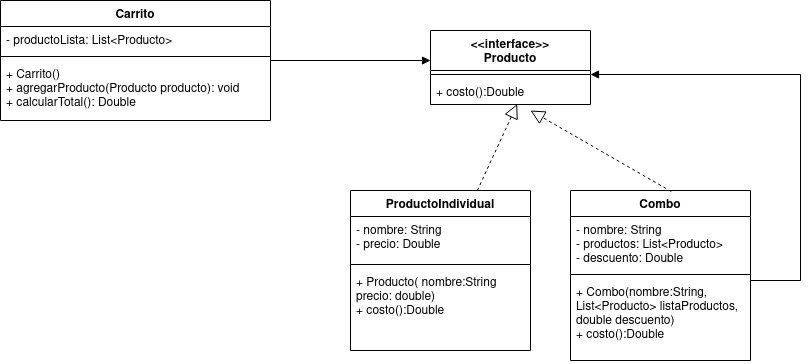 Carrito
- productoLista: List<Producto>
+ Carrito()
+ agregarProducto(Producto producto): void
+ calcularTotal(): Double
<<interface>>
Producto
+ costo():Double
ProductoIndividual
- nombre: String
- precio: Double
+ Producto( nombre:String
precio: double)
+ costo():Double
Combo
- nombre: String
- productos: List<Producto>
- descuento: Double
+ Combo(nombre:String,
List<Producto> listaProductos,
double descuento)
+ costo():Double